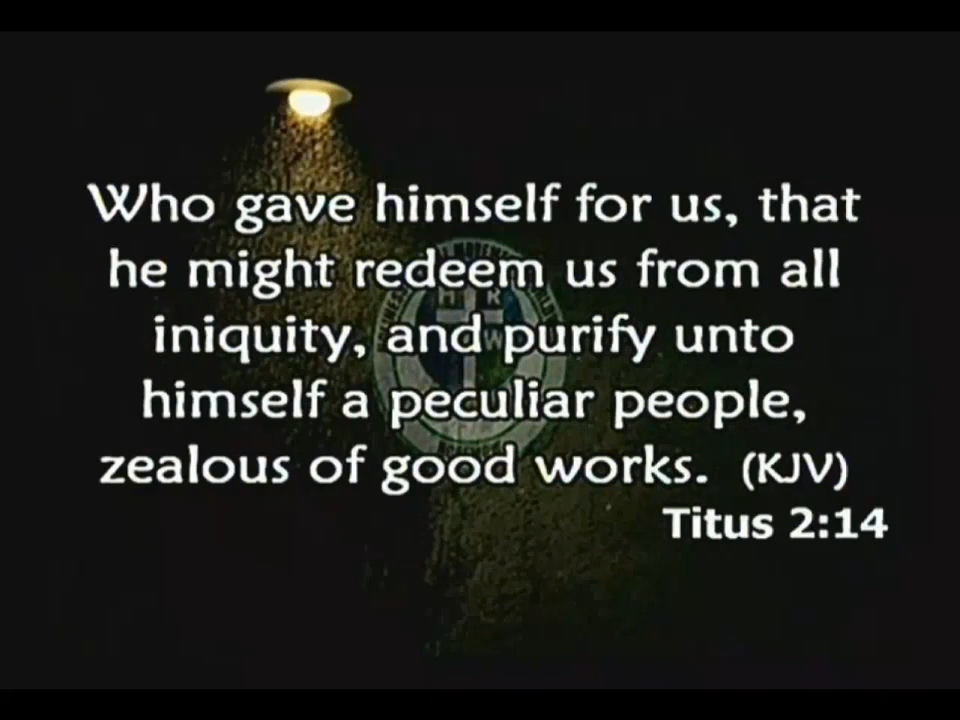 Who gave himself for us, that
he might redeem us from all
iniquity, and purify unto
himself a peculiar people,
zealous of good works. (KJV)
Titus 2:14
H R
W